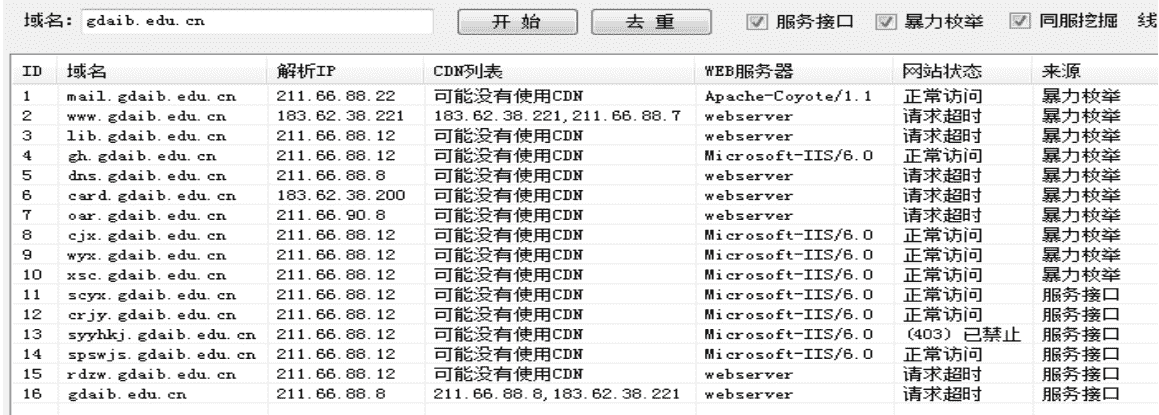 域名: gdaib.edu.cn 开 始 去 重 服务接口 暴力枚举 同服挖掘 线
ID 域名 解析IP CDN列表 WEB服务器 网站状态 来源
1 mail.gdaib.edu.cn 211.66.88.22 可能没有使用CDN Apache-Coyote/1.1 正常访问 暴力枚举
2 www.gdaib.edu.cn 183.62.38.221 183.62.38.221,211.66.88.7 webserver 请求超时 暴力枚举
3 lib.gdaib.edu.cn 211.66.88.12 可能没有使用CDN webserver 请求超时 暴力枚举
4 gh.gdaib.edu.cn 211.66.88.12 可能没有使用CDN Microsoft-IIS/6.0 正常访问 暴力枚举
5 dns.gdaib.edu.cn 211.66.88.8 可能没有使用CDN webserver 请求超时 暴力枚举
6 card.gdaib.edu.cn 183.62.38.200 可能没有使用CDN webserver 请求超时 暴力枚举
7 oar.gdaib.edu.cn 211.66.90.8 可能没有使用CDN webserver 请求超时 暴力枚举
8 cjx.gdaib.edu.cn 211.66.88.12 可能没有使用CDN Microsoft-IIS/6.0 正常访问 暴力枚举
9 wyx.gdaib.edu.cn 211.66.88.12 可能没有使用CDN Microsoft-IIS/6.0 正常访问 暴力枚举
10 xsc.gdaib.edu.cn 211.66.88.12 可能没有使用CDN Microsoft-IIS/6.0 正常访问 暴力枚举
11 scyx.gdaib.edu.cn 211.66.88.12 可能没有使用CDN Microsoft-IIS/6.0 正常访问 服务接口
12 crjy.gdaib.edu.cn 211.66.88.12 可能没有使用CDN Microsoft-IIS/6.0 正常访问 服务接口
13 syyhkj.gdaib.edu.cn 211.66.88.12 可能没有使用CDN Microsoft-IIS/6.0 (403) 已禁止 服务接口
14 spswjs.gdaib.edu.cn 211.66.88.12 可能没有使用CDN Microsoft-IIS/6.0 正常访问 服务接口
15 rdzw.gdaib.edu.cn 211.66.88.12 可能没有使用CDN webserver 请求超时 服务接口
16 gdaib.edu.cn 211.66.88.8 211.66.88.8,183.62.38.221 webserver 请求超时 服务接口